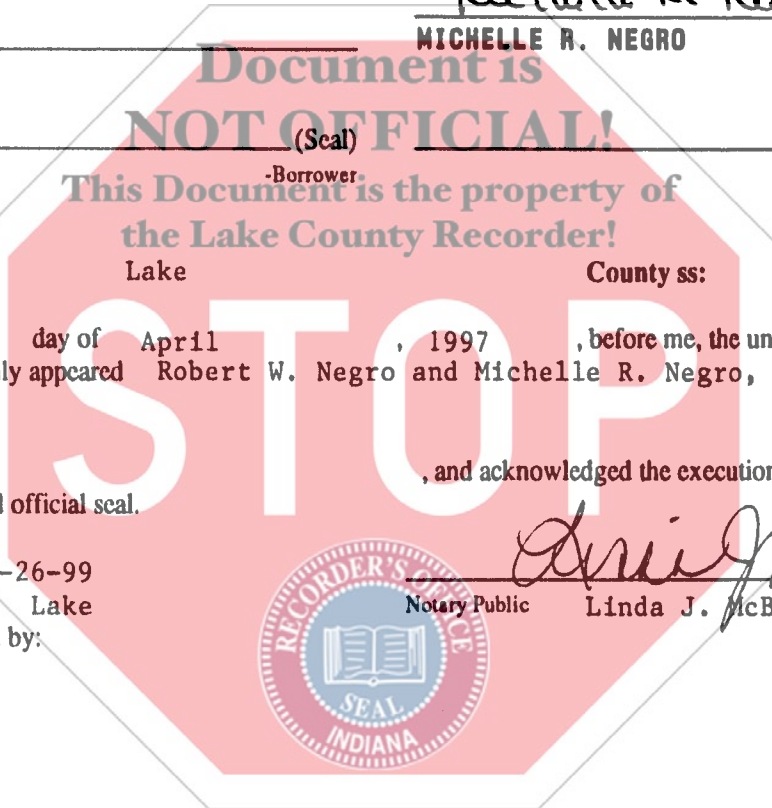 MICHELLE R. NEGRO
Document is
NOT OFFICIAL!
(Seal)
-Borrower
This Document is the property of
the Lake County Recorder!
Lake County ss:
day of April , 1997 , before me, the un
ly appeared Robert W. Negro and Michelle R. Negro,
STOP
, and acknowledged the execution
official seal.
-26-99
Lake Notary Public Linda J. McB
by:
RECORDER'S OFFICE
SEAL
INDIANA